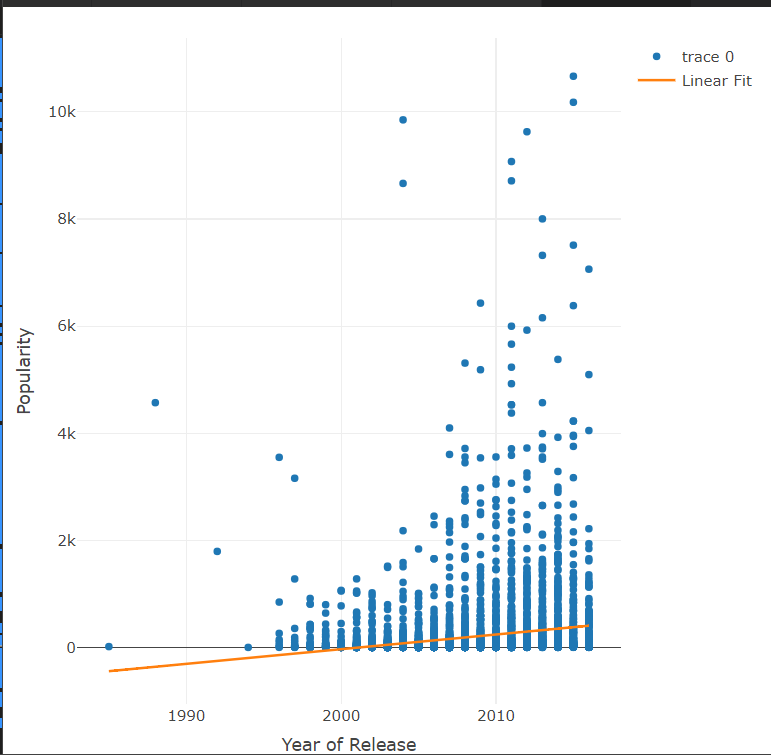 trace 0
Linear Fit
10k
8k
6k
4k
2k
0
Popularity
1990
2000
2010
Year of Release